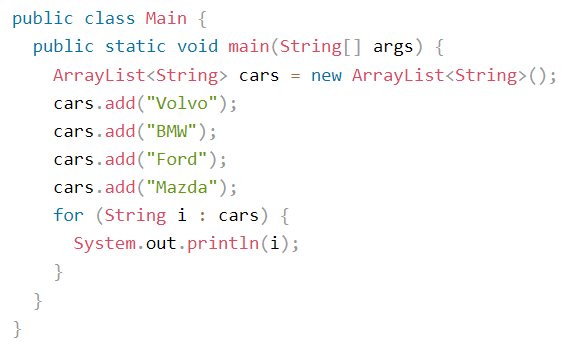 public class Main {
  public static void main(String[] args) {
    ArrayList<String> cars = new ArrayList<String>();
    cars.add("Volvo");
    cars.add("BMW");
    cars.add("Ford");
    cars.add("Mazda");
    for (String i : cars) {
      System.out.println(i);
    }
  }
}